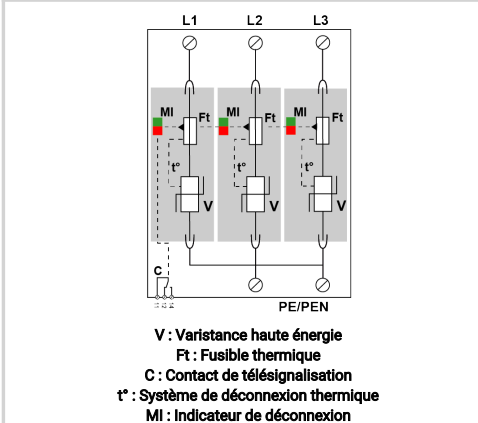 L1 L2 L3
MI Ft MI Ft MI Ft
t° t° t°
V V V
C
PE/PEN
V : Varistance haute énergie
Ft : Fusible thermique
C : Contact de télésignalisation
t° : Système de déconnexion thermique
MI : Indicateur de déconnexion